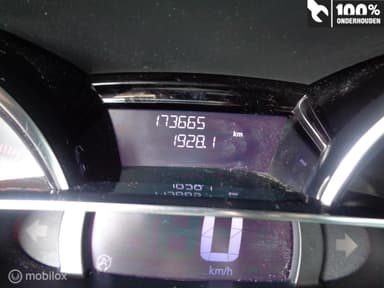 100%
ONDERHOUDEN
173665
km
1928.1
0
km/h
mobilox